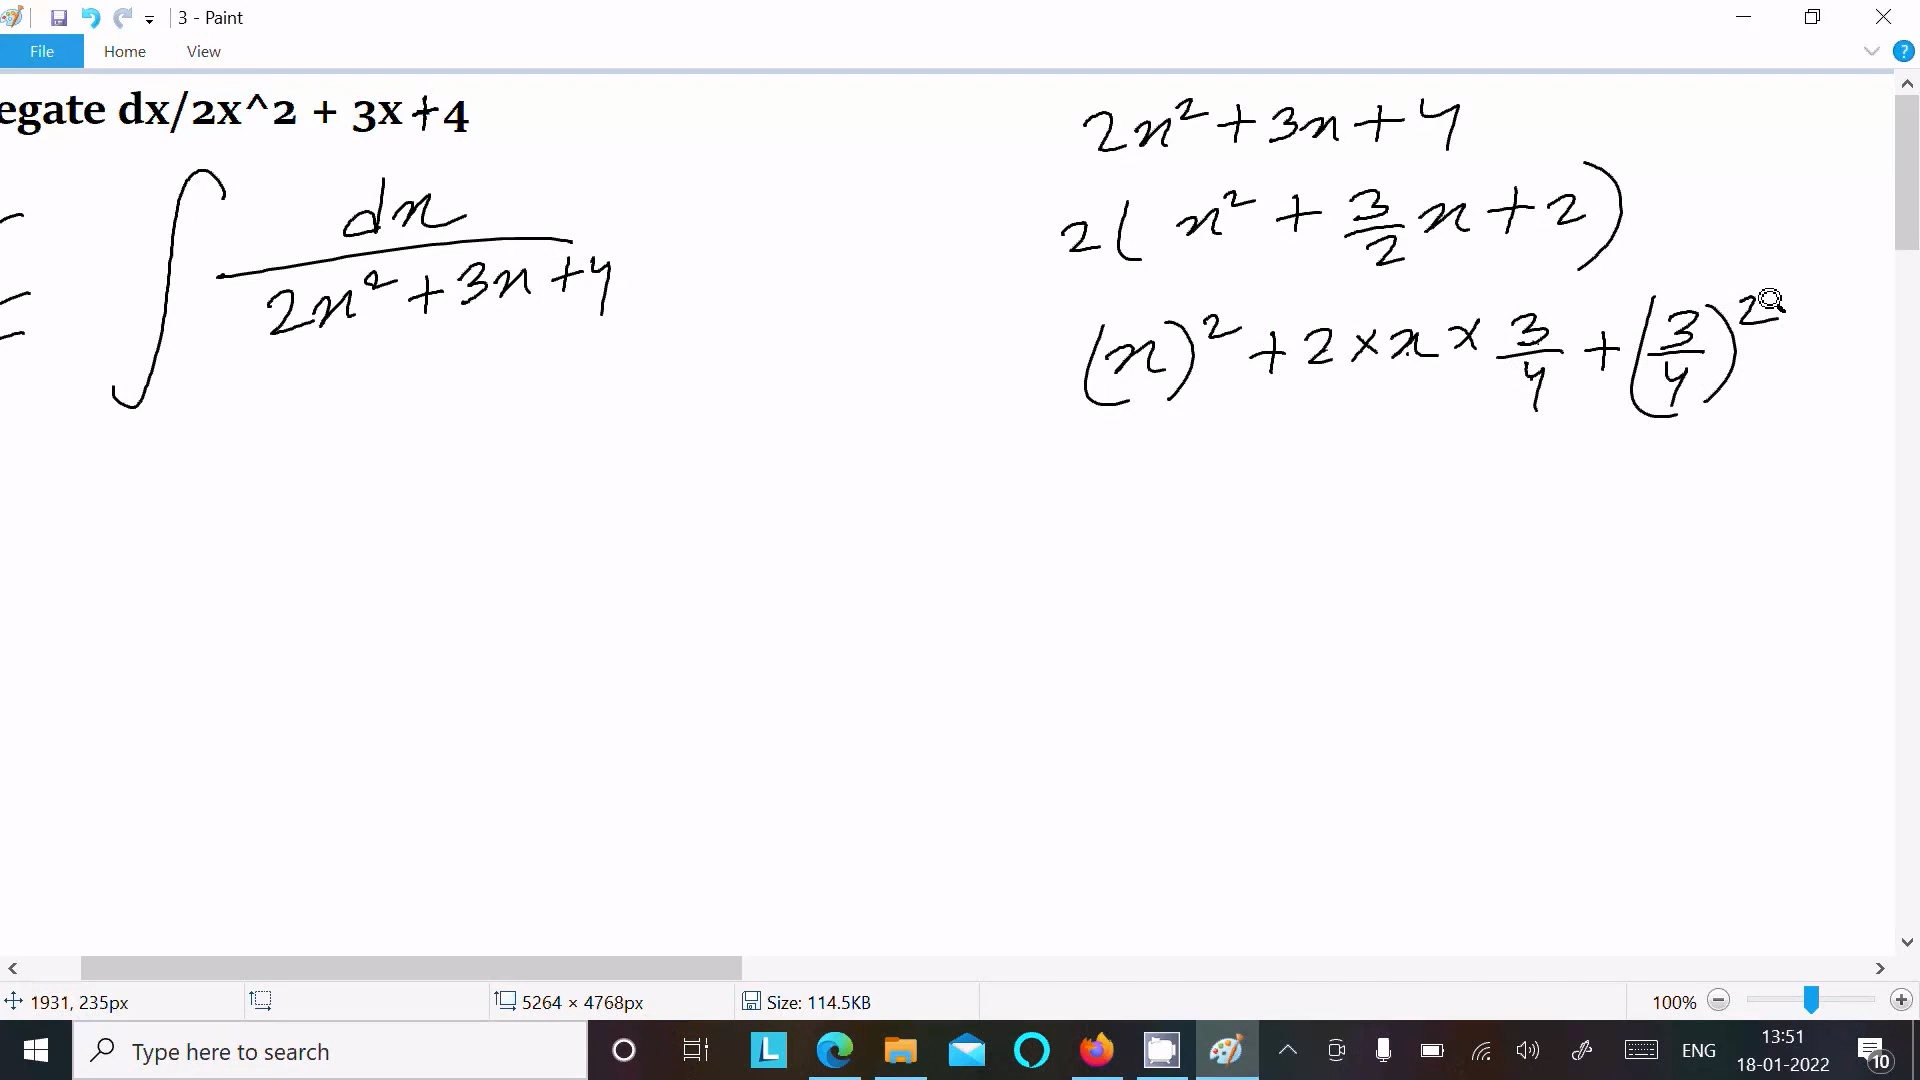 3 - Paint
File Home View
egate dx/2x^2 + 3x+4
∫ dx / 2x² + 3x + 4
2x² + 3x + 4
2( x² + 3/2 x + 2 )
(x)² + 2 × x × 3/4 + (3/4)²
1931, 235px
5264 × 4768px
Size: 114.5KB
100%
Type here to search
L
ENG
13:51
18-01-2022
10